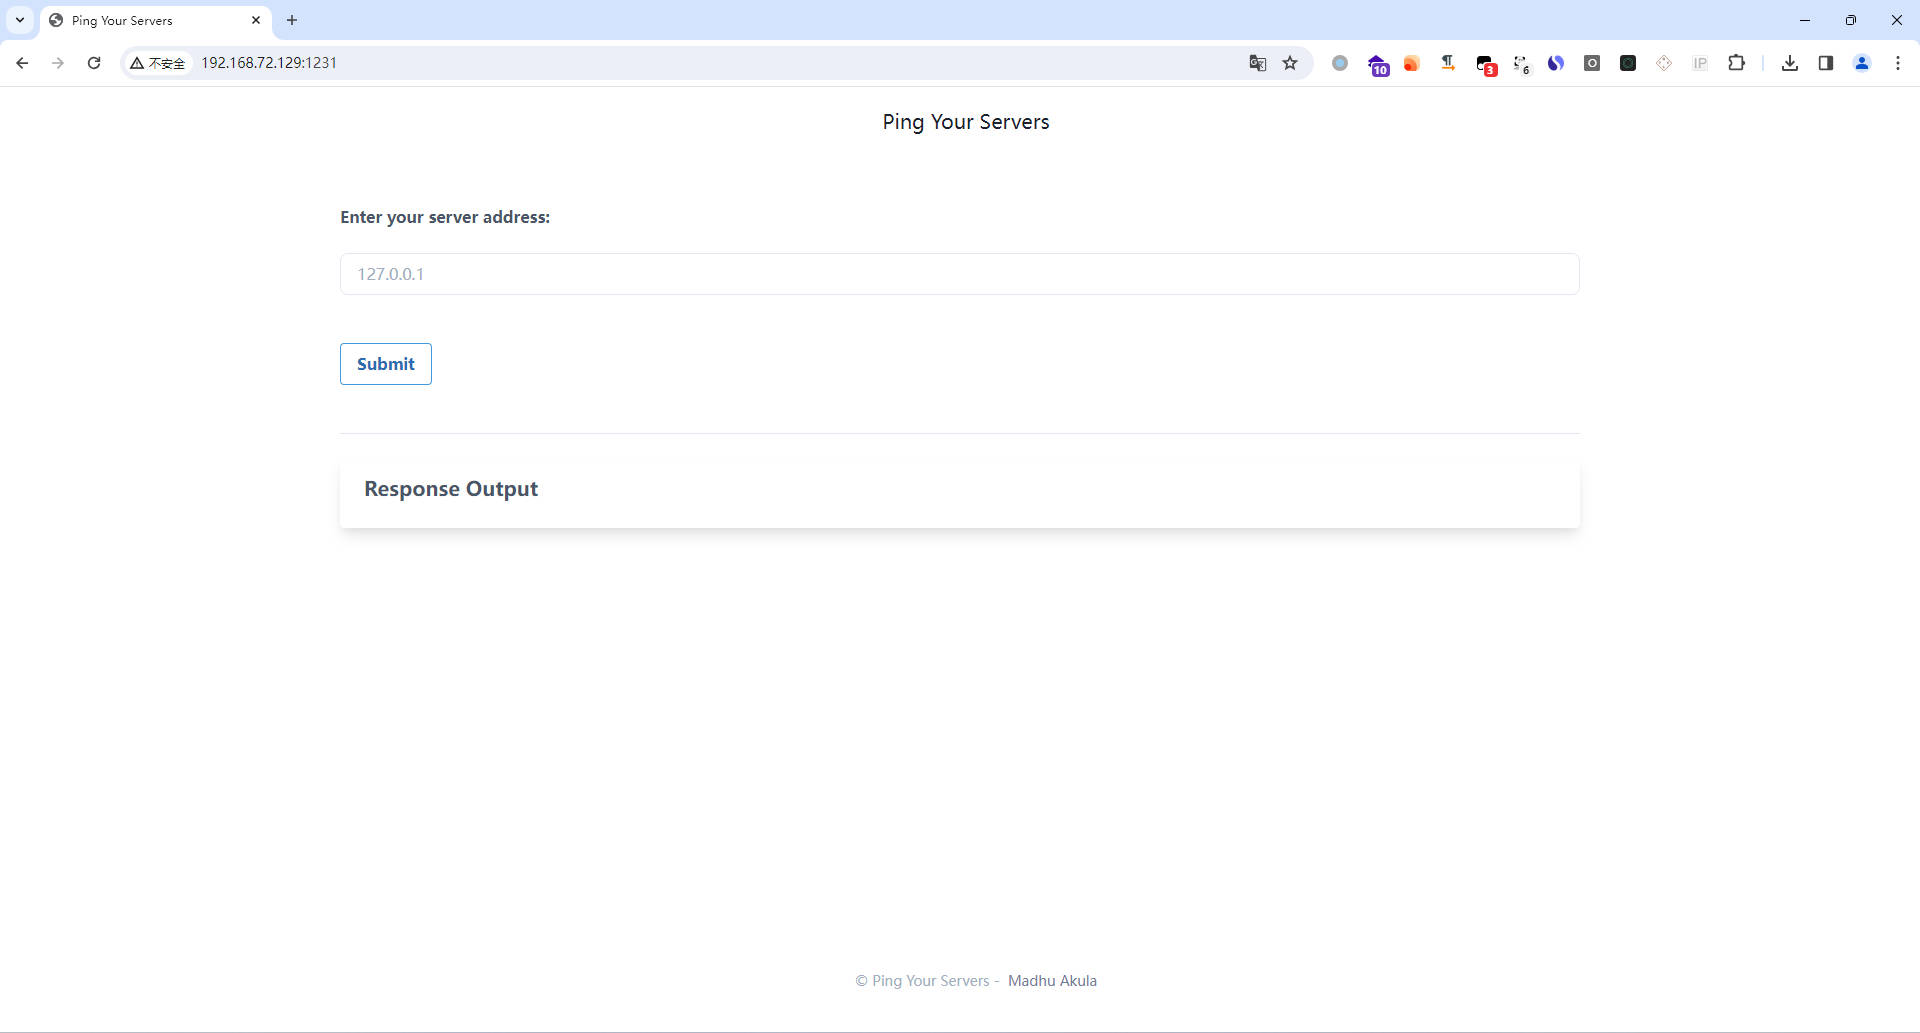 Ping Your Servers
不安全
192.168.72.129:1231
10
3
6
O
IP
Ping Your Servers
Enter your server address:
127.0.0.1
Submit
Response Output
© Ping Your Servers - Madhu Akula